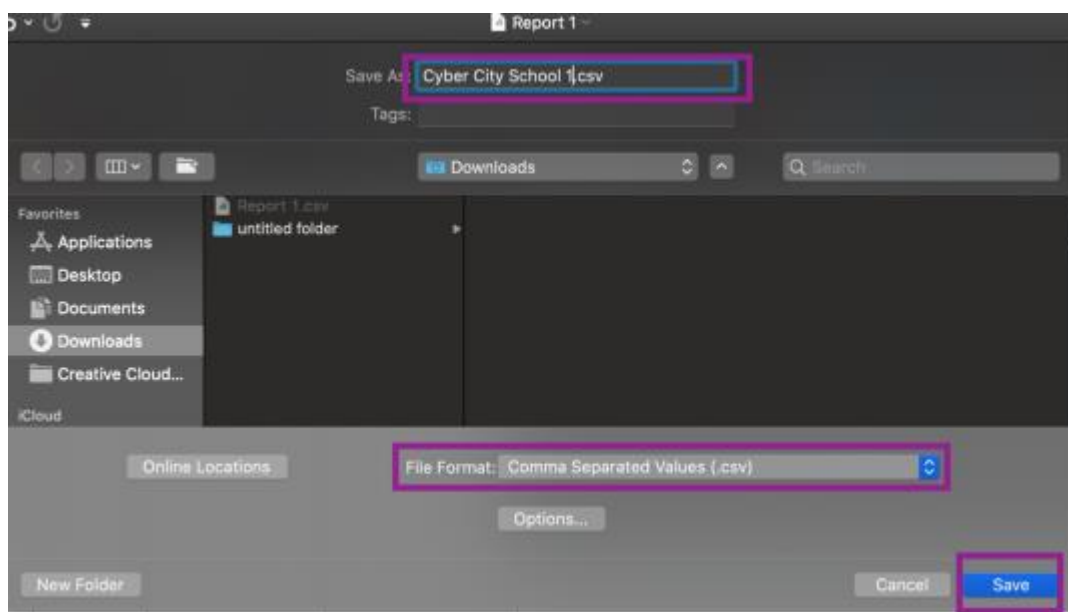 Report 1
Save As: Cyber City School 1.csv
Tags:
Downloads
Search
Favorites
Report 1.csv
untitled folder
Applications
Desktop
Documents
Downloads
Creative Cloud...
iCloud
Online Locations
File Format: Comma Separated Values (.csv)
Options...
New Folder
Cancel
Save